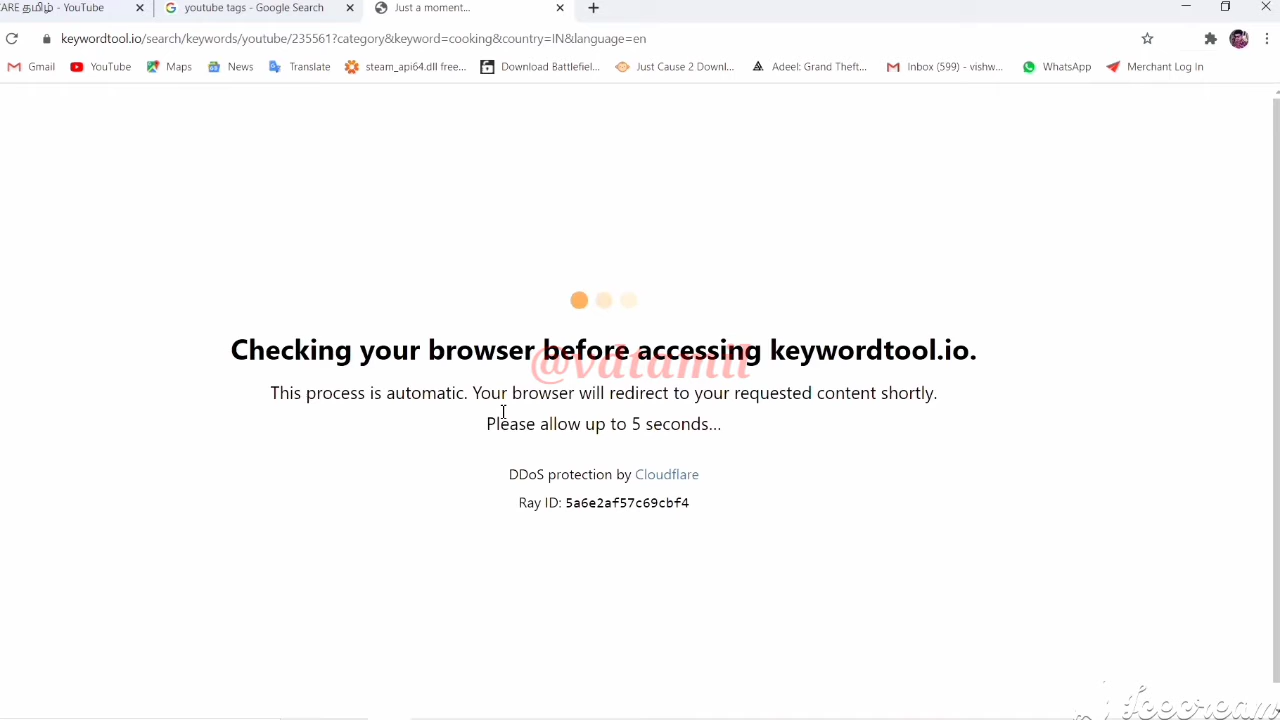 CARE தமிழ் - YouTube
youtube tags - Google Search
Just a moment...
keywordtool.io/search/keywords/youtube/235561?category&keyword=cooking&country=IN&language=en
Gmail YouTube Maps News Translate steam_api64.dll free... Download Battlefiel... Just Cause 2 Downl... Adeel: Grand Theft... Inbox (599) - vishw... WhatsApp Merchant Log In
Checking your browser before accessing keywordtool.io.
@vdtamil
This process is automatic. Your browser will redirect to your requested content shortly.
Please allow up to 5 seconds...
DDoS protection by Cloudflare
Ray ID: 5a6e2af57c69cbf4
Icecream